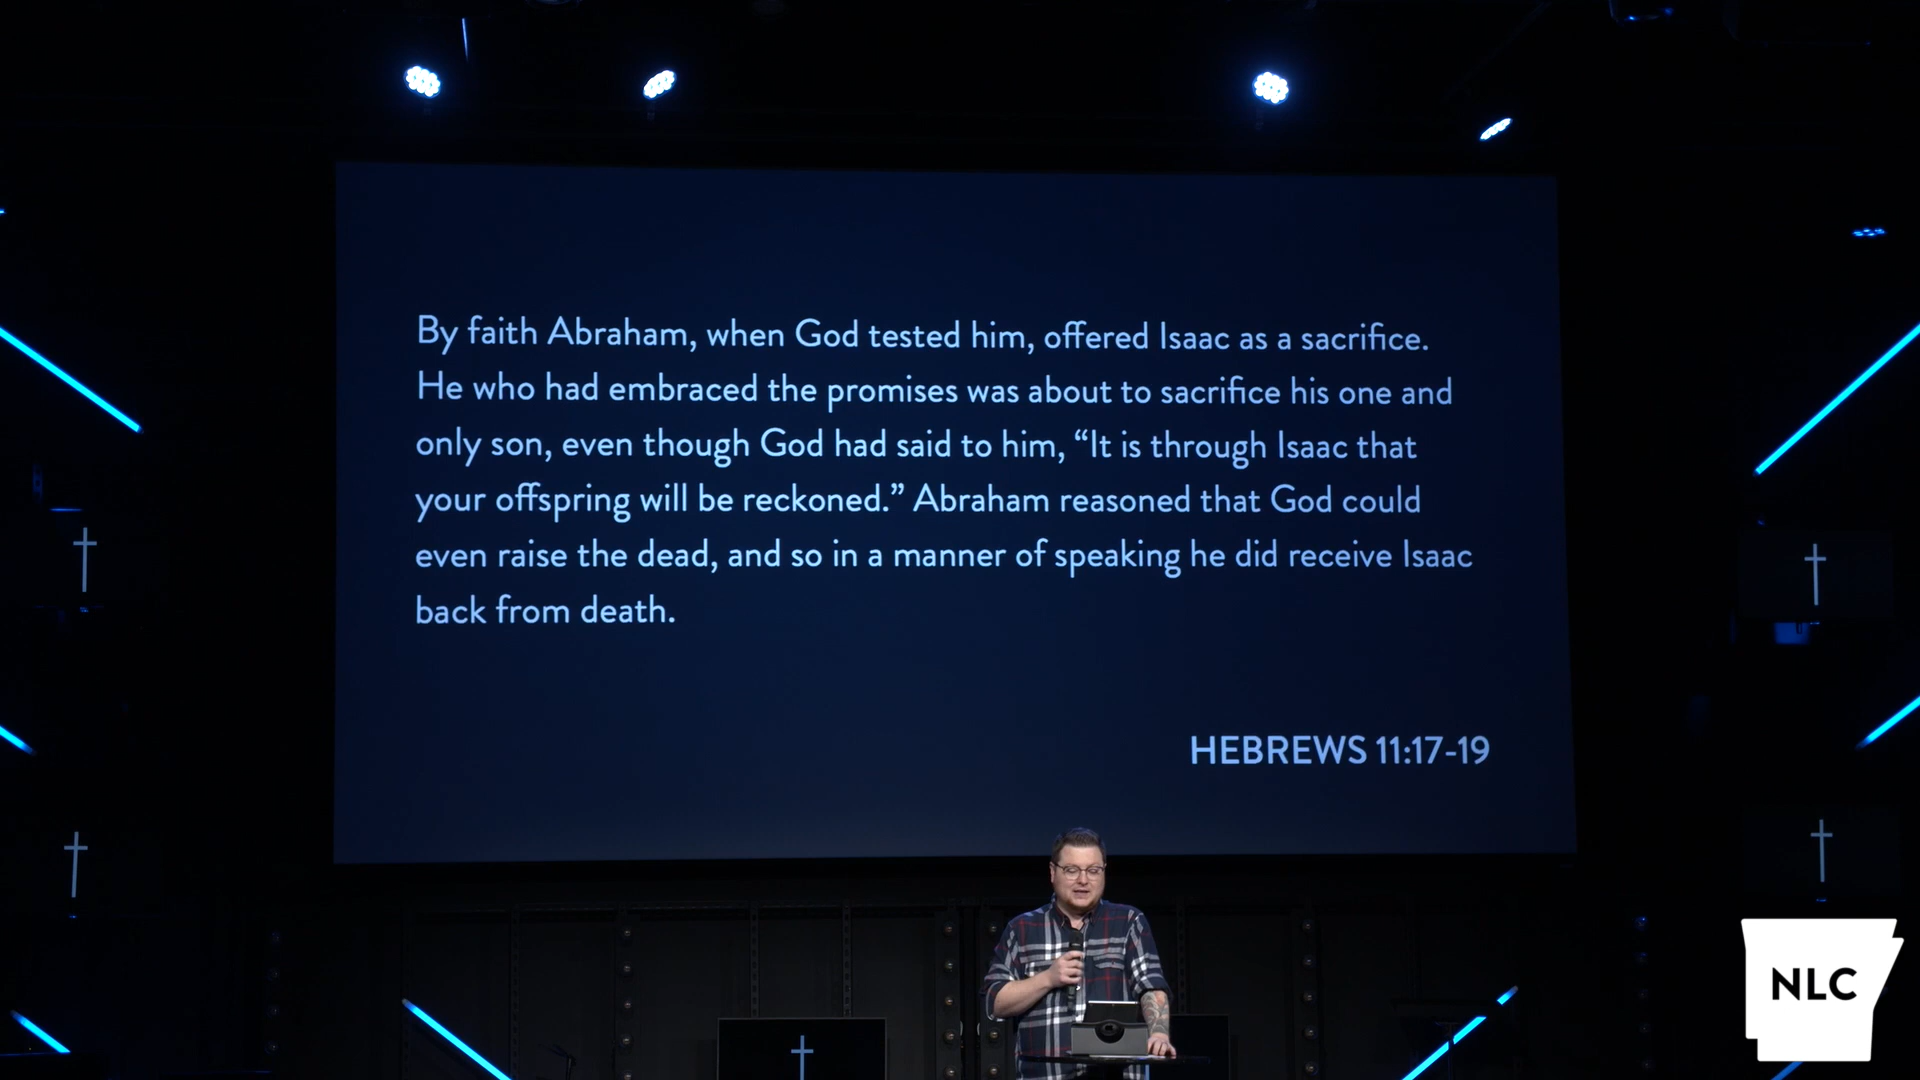 By faith Abraham, when God tested him, offered Isaac as a sacrifice.
He who had embraced the promises was about to sacrifice his one and
only son, even though God had said to him, “It is through Isaac that
your offspring will be reckoned.” Abraham reasoned that God could
even raise the dead, and so in a manner of speaking he did receive Isaac
back from death.
HEBREWS 11:17-19
NLC